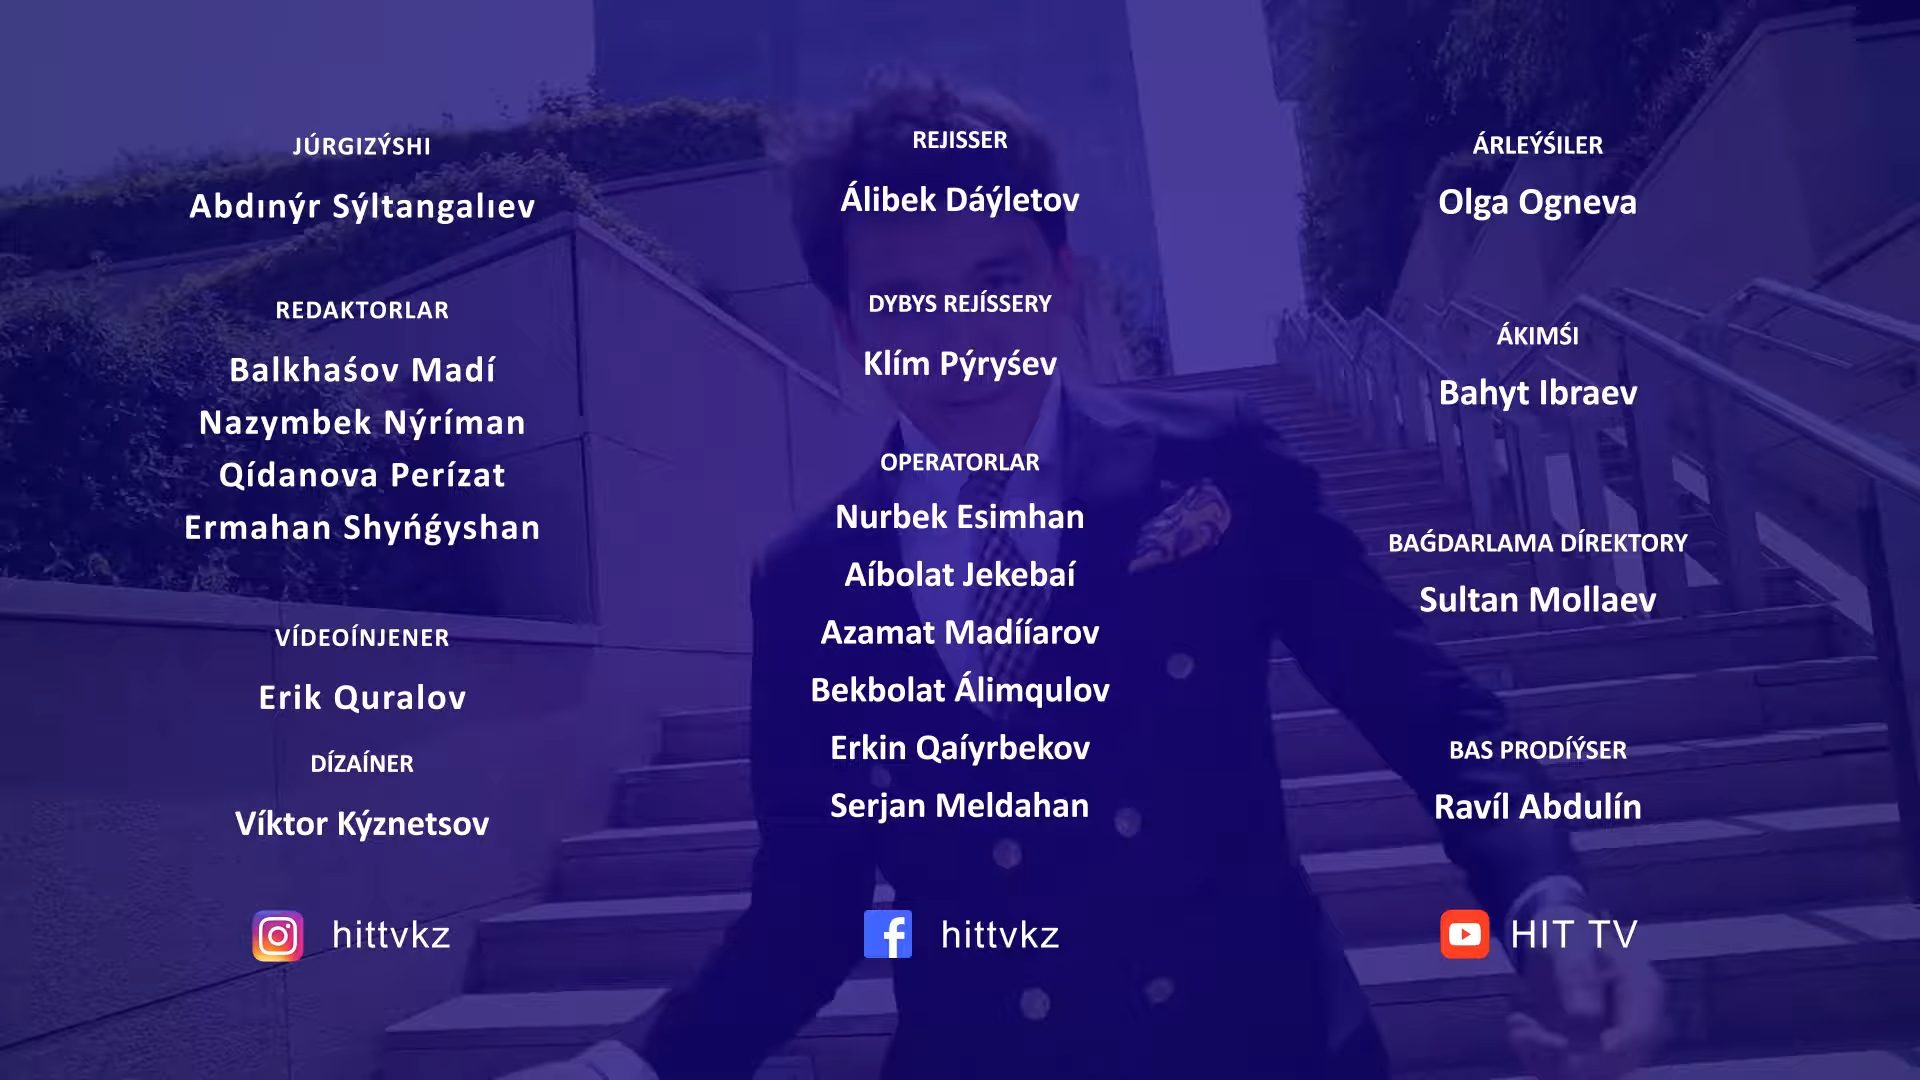 JÚRGIZÝSHI
Abdınýr Sýltangalıev
REDAKTORLAR
Balkhaśov Madí
Nazymbek Nýríman
Qídanova Perízat
Ermahan Shyńǵyshan
VÍDEOÍNJENER
Erik Quralov
DÍZAÍNER
Víktor Kýznetsov
hittvkz
REJISSER
Álibek Dáýletov
DYBYS REJÍSSERY
Klím Pýryśev
OPERATORLAR
Nurbek Esimhan
Aíbolat Jekebaí
Azamat Madííarov
Bekbolat Álimqulov
Erkin Qaíyrbekov
Serjan Meldahan
hittvkz
ÁRLEÝŚILER
Olga Ogneva
ÁKIMŚI
Bahyt Ibraev
BAǴDARLAMA DÍREKTORY
Sultan Mollaev
BAS PRODÍÝSER
Ravíl Abdulín
HIT TV